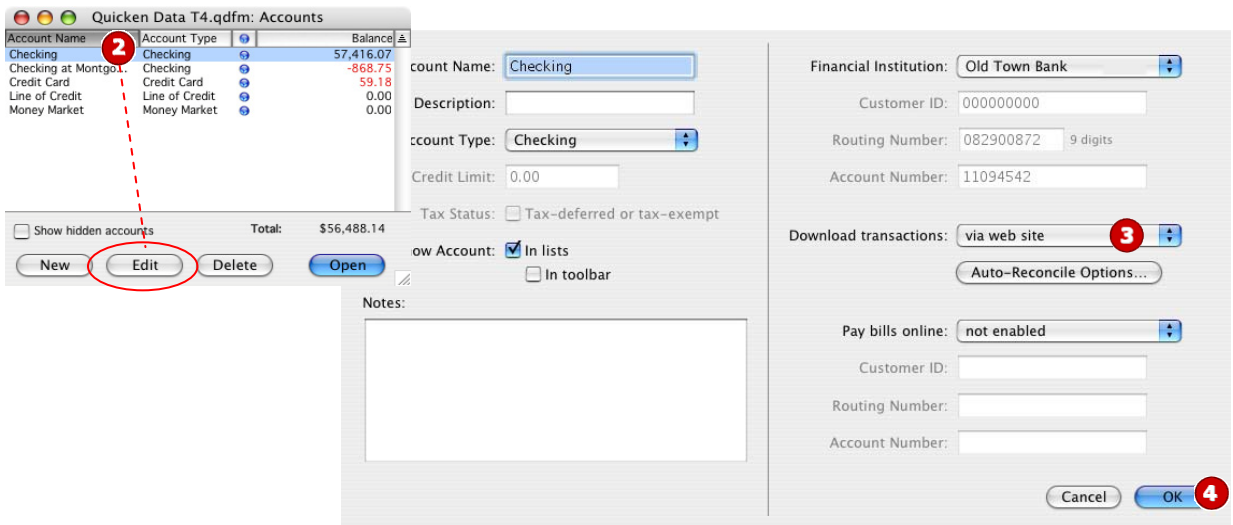 Quicken Data T4.qdfm: Accounts
Account Name Account Type Balance
2
Checking Checking 57,416.07
Checking at Montgo... Checking -868.75
Credit Card Credit Card 59.18
Line of Credit Line of Credit 0.00
Money Market Money Market 0.00
Show hidden accounts Total: $56,488.14
New Edit Delete Open
count Name: Checking
Description:
ccount Type: Checking
Credit Limit: 0.00
Tax Status: Tax-deferred or tax-exempt
ow Account: In lists
In toolbar
Notes:
Financial Institution: Old Town Bank
Customer ID: 000000000
Routing Number: 082900872 9 digits
Account Number: 11094542
Download transactions: via web site 3
Auto-Reconcile Options...
Pay bills online: not enabled
Customer ID:
Routing Number:
Account Number:
Cancel OK 4